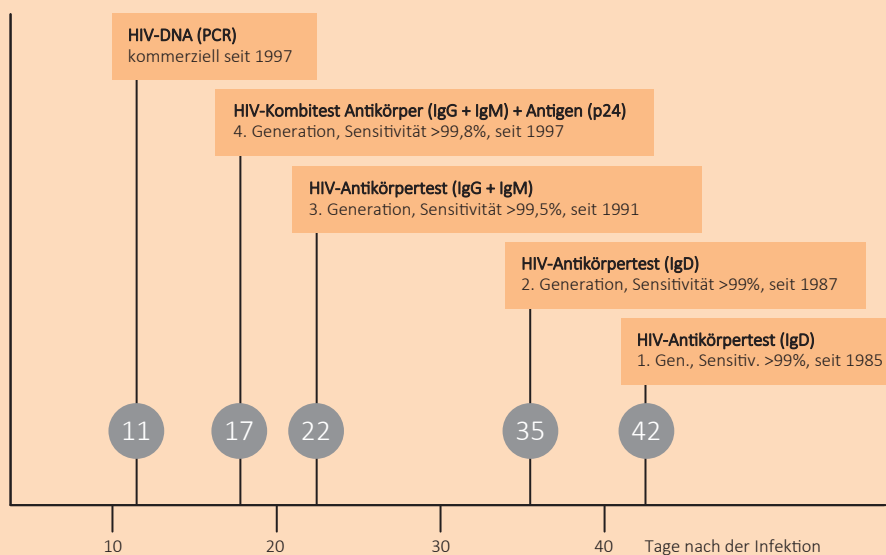 HIV-DNA (PCR)
kommerziell seit 1997
HIV-Kombitest Antikörper (IgG + IgM) + Antigen (p24)
4. Generation, Sensitivität >99,8%, seit 1997
HIV-Antikörpertest (IgG + IgM)
3. Generation, Sensitivität >99,5%, seit 1991
HIV-Antikörpertest (IgD)
2. Generation, Sensitivität >99%, seit 1987
HIV-Antikörpertest (IgD)
1. Gen., Sensitiv. >99%, seit 1985
11 17 22 35 42
10 20 30 40 Tage nach der Infektion